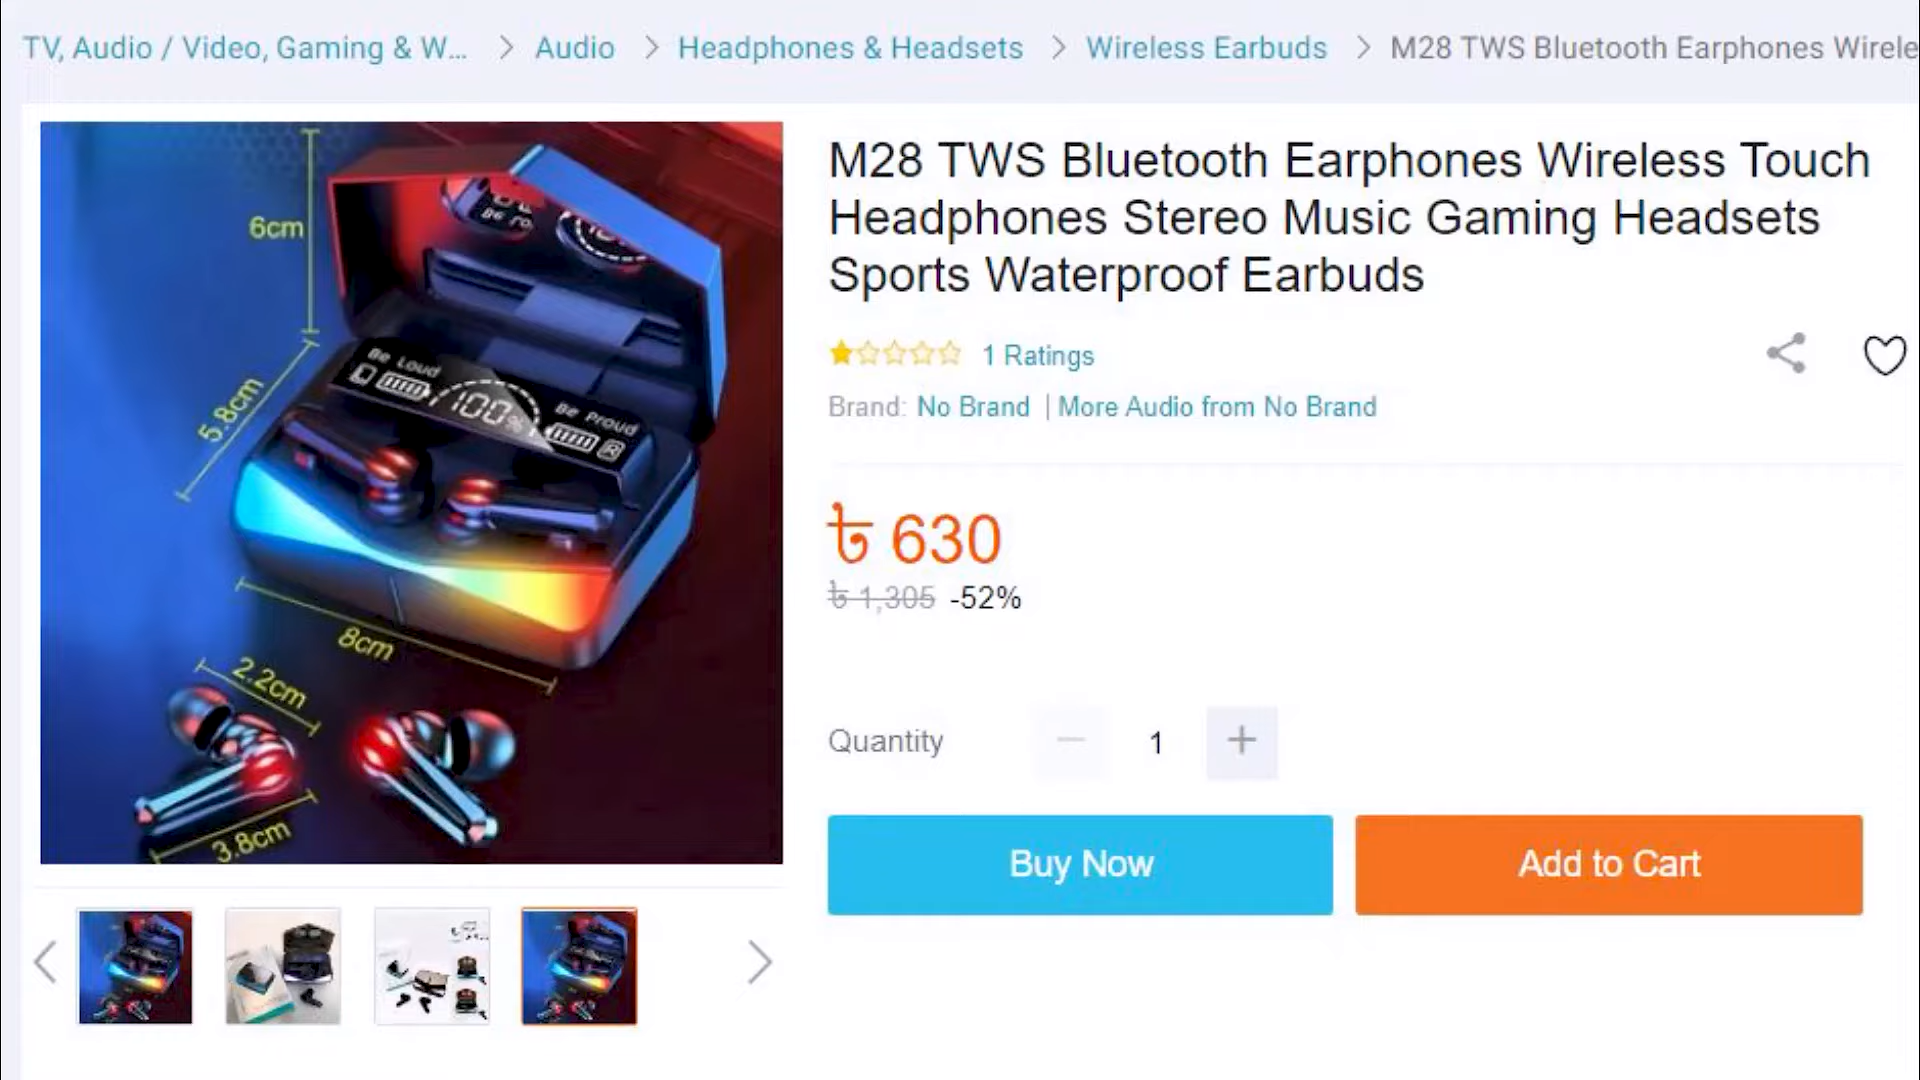 TV, Audio / Video, Gaming & W... > Audio > Headphones & Headsets > Wireless Earbuds > M28 TWS Bluetooth Earphones Wirele
6cm
5.8cm
Be Loud
100%
Be Proud
R
8cm
2.2cm
3.8cm
M28 TWS Bluetooth Earphones Wireless Touch
Headphones Stereo Music Gaming Headsets
Sports Waterproof Earbuds
1 Ratings
Brand: No Brand | More Audio from No Brand
৳ 630
৳ 1,305 -52%
Quantity − 1 +
Buy Now
Add to Cart